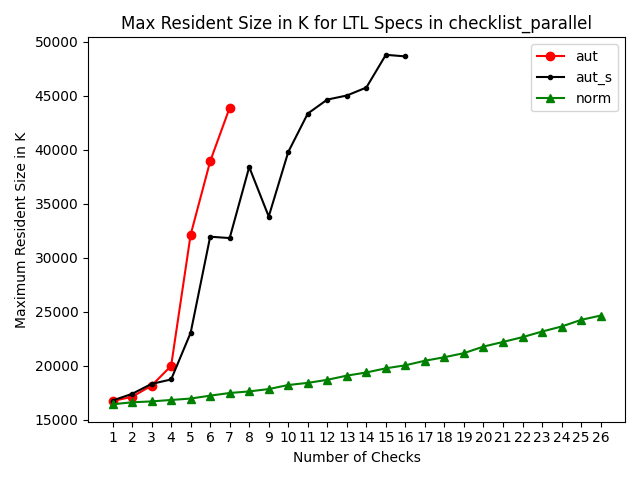 Max Resident Size in K for LTL Specs in checklist_parallel
Maximum Resident Size in K
50000
45000
40000
35000
30000
25000
20000
15000
aut
aut_s
norm
1 2 3 4 5 6 7 8 9 10 11 12 13 14 15 16 17 18 19 20 21 22 23 24 25 26
Number of Checks